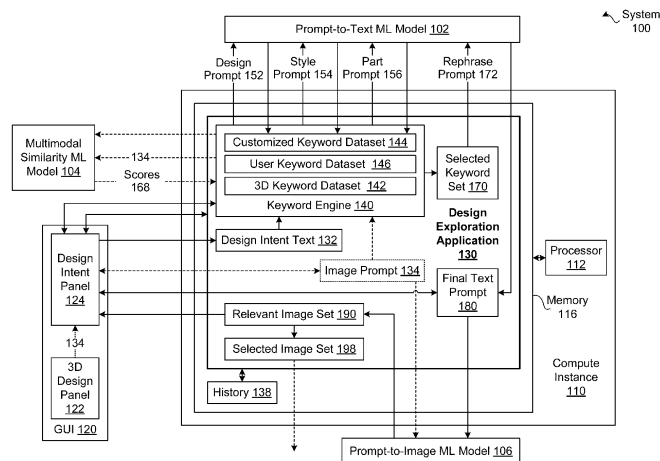 System
100
Prompt-to-Text ML Model 102
Design
Prompt 152
Style
Prompt 154
Part
Prompt 156
Rephrase
Prompt 172
Multimodal
Similarity ML
Model 104
134
Scores
168
Customized Keyword Dataset 144
User Keyword Dataset 146
3D Keyword Dataset 142
Keyword Engine 140
Selected
Keyword
Set 170
Design Intent Text 132
Design
Exploration
Application
130
Design
Intent
Panel
124
Image Prompt 134
Final Text
Prompt
180
Processor
112
Memory
116
Relevant Image Set 190
Selected Image Set 198
134
3D
Design
Panel
122
GUI 120
History 138
Compute
Instance
110
Prompt-to-Image ML Model 106